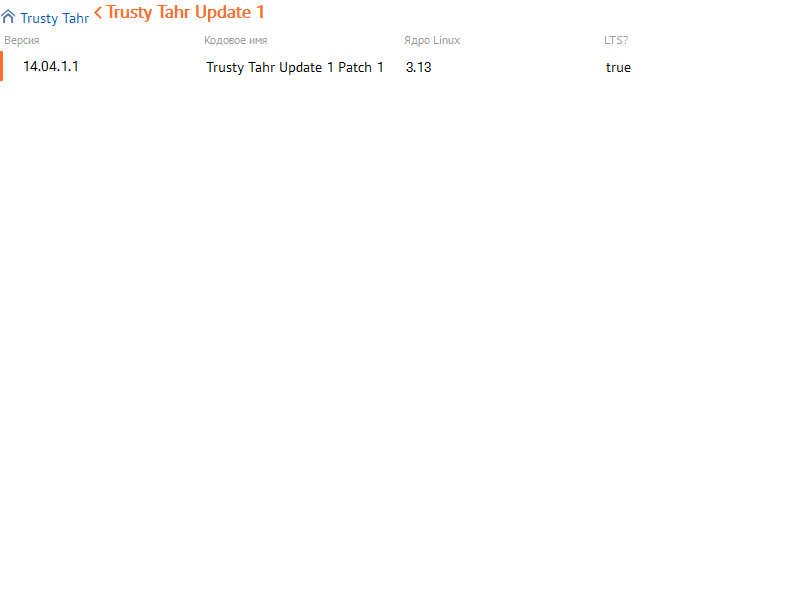 Trusty Tahr Trusty Tahr Update 1
Версия Кодовое имя Ядро Linux LTS?
14.04.1.1 Trusty Tahr Update 1 Patch 1 3.13 true